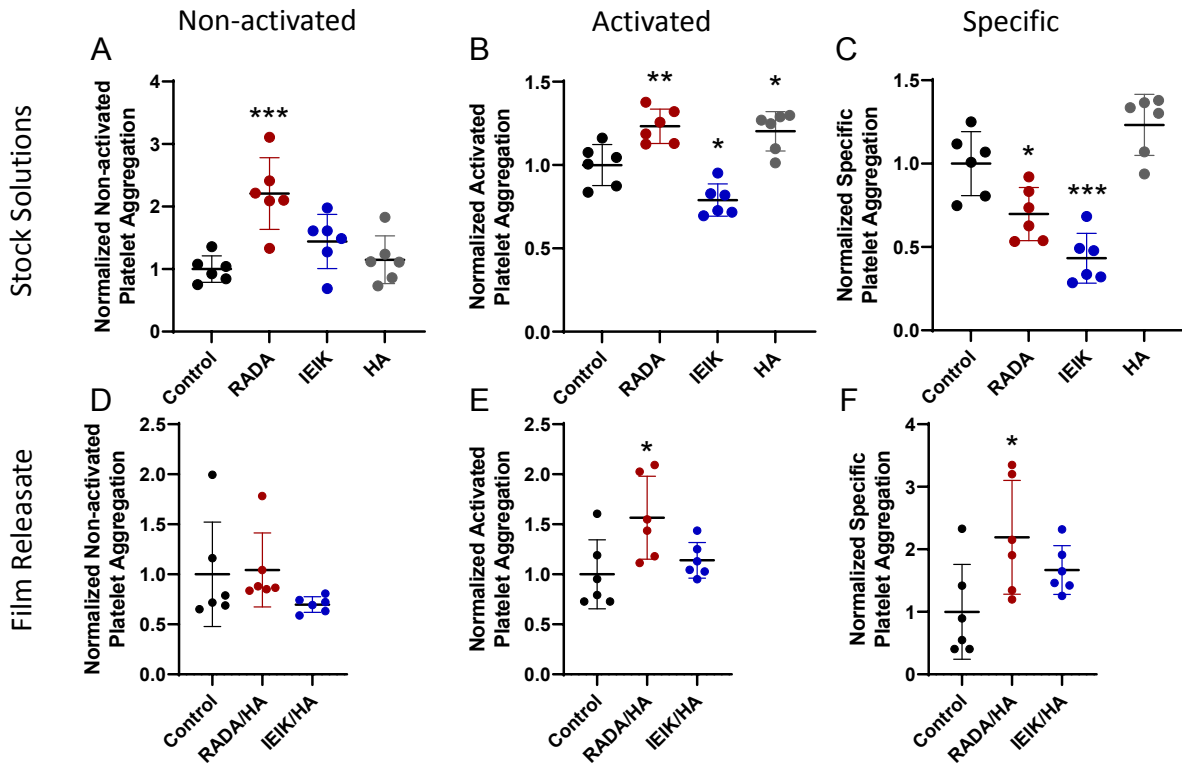 Non-activated
Activated
Specific
Stock Solutions
A
Normalized Non-activated
Platelet Aggregation
4
3
2
1
0
***
Control
RADA
IEIK
HA
B
Normalized Activated
Platelet Aggregation
1.5
1.0
0.5
0.0
**
*
*
Control
RADA
IEIK
HA
C
Normalized Specific
Platelet Aggregation
1.5
1.0
0.5
0.0
*
***
Control
RADA
IEIK
HA
Film Releasate
D
Normalized Non-activated
Platelet Aggregation
2.5
2.0
1.5
1.0
0.5
0.0
Control
RADA/HA
IEIK/HA
E
Normalized Activated
Platelet Aggregation
2.5
2.0
1.5
1.0
0.5
0.0
*
Control
RADA/HA
IEIK/HA
F
Normalized Specific
Platelet Aggregation
4
3
2
1
0
*
Control
RADA/HA
IEIK/HA